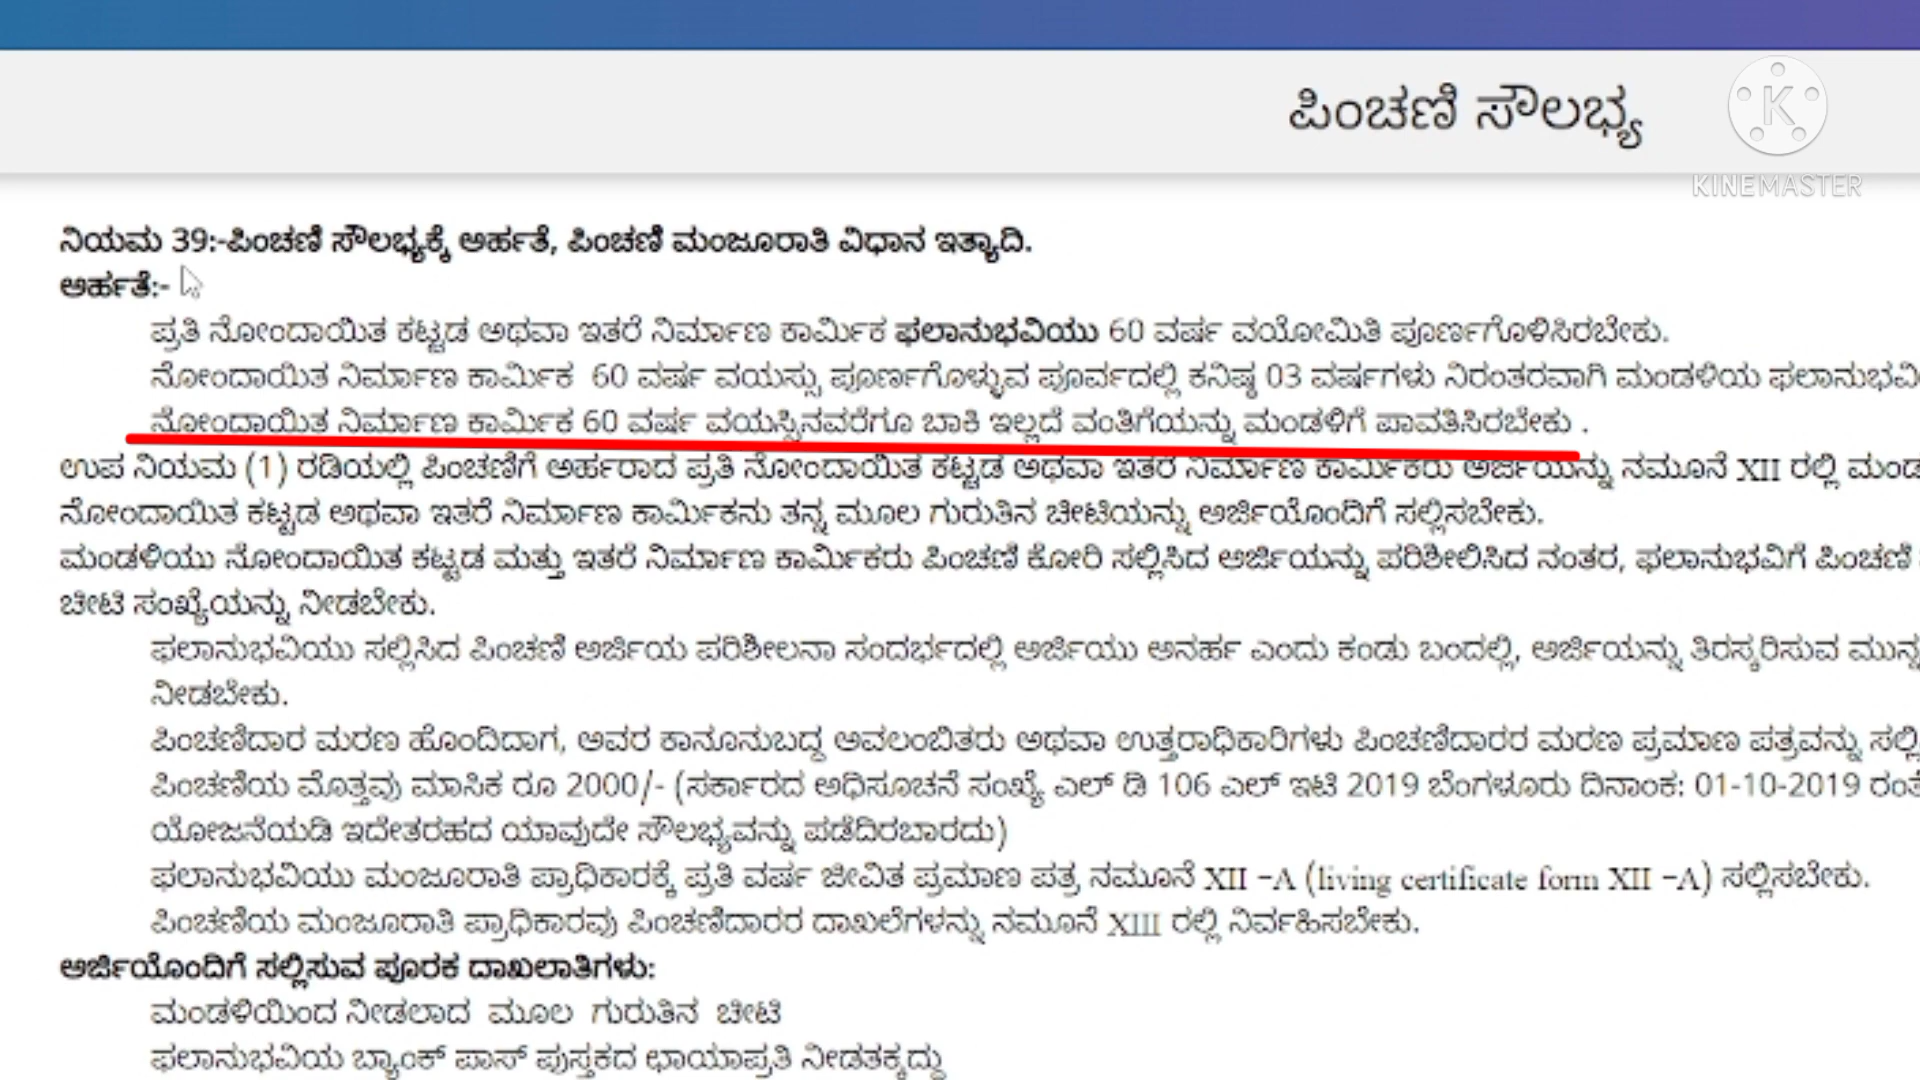 ಪಿಂಚಣಿ ಸೌಲಭ್ಯ
KINEMASTER
ನಿಯಮ 39:-ಪಿಂಚಣಿ ಸೌಲಭ್ಯಕ್ಕೆ ಅರ್ಹತೆ, ಪಿಂಚಣಿ ಮಂಜೂರಾತಿ ವಿಧಾನ ಇತ್ಯಾದಿ.
ಅರ್ಹತೆ:-
ಪ್ರತಿ ನೋಂದಾಯಿತ ಕಟ್ಟಡ ಅಥವಾ ಇತರೆ ನಿರ್ಮಾಣ ಕಾರ್ಮಿಕ ಫಲಾನುಭವಿಯು 60 ವರ್ಷ ವಯೋಮಿತಿ ಪೂರ್ಣಗೊಳಿಸಿರಬೇಕು.
ನೋಂದಾಯಿತ ನಿರ್ಮಾಣ ಕಾರ್ಮಿಕ 60 ವರ್ಷ ವಯಸ್ಸು ಪೂರ್ಣಗೊಳ್ಳುವ ಪೂರ್ವದಲ್ಲಿ ಕನಿಷ್ಠ 03 ವರ್ಷಗಳು ನಿರಂತರವಾಗಿ ಮಂಡಳಿಯ
ನೋಂದಾಯಿತ ನಿರ್ಮಾಣ ಕಾರ್ಮಿಕ 60 ವರ್ಷ ವಯಸ್ಸಿನವರೆಗೂ ಬಾಕಿ ಇಲ್ಲದೆ ವಂತಿಗೆಯನ್ನು ಮಂಡಳಿಗೆ ಪಾವತಿಸಿರಬೇಕು .
ಉಪ ನಿಯಮ (1) ರಡಿಯಲ್ಲಿ ಪಿಂಚಣಿಗೆ ಅರ್ಹರಾದ ಪ್ರತಿ ನೋಂದಾಯಿತ ಕಟ್ಟಡ ಅಥವಾ ಇತರೆ ನಿರ್ಮಾಣ ಕಾರ್ಮಿಕರು ಅರ್ಜಿಯನ್ನು ನಮೂನೆ XII ರಲ್ಲಿ
ನೋಂದಾಯಿತ ಕಟ್ಟಡ ಅಥವಾ ಇತರೆ ನಿರ್ಮಾಣ ಕಾರ್ಮಿಕನು ತನ್ನ ಮೂಲ ಗುರುತಿನ ಚೀಟಿಯನ್ನು ಅರ್ಜಿಯೊಂದಿಗೆ ಸಲ್ಲಿಸಬೇಕು.
ಮಂಡಳಿಯು ನೋಂದಾಯಿತ ಕಟ್ಟಡ ಮತ್ತು ಇತರೆ ನಿರ್ಮಾಣ ಕಾರ್ಮಿಕರು ಪಿಂಚಣಿ ಕೋರಿ ಸಲ್ಲಿಸಿದ ಅರ್ಜಿಯನ್ನು ಪರಿಶೀಲಿಸಿದ ನಂತರ, ಫಲಾನುಭವಿಗೆ ಪಿಂಚಣಿ
ಚೀಟಿ ಸಂಖ್ಯೆಯನ್ನು ನೀಡಬೇಕು.
ಫಲಾನುಭವಿಯು ಸಲ್ಲಿಸಿದ ಪಿಂಚಣಿ ಅರ್ಜಿಯ ಪರಿಶೀಲನಾ ಸಂದರ್ಭದಲ್ಲಿ ಅರ್ಜಿಯು ಅನರ್ಹ ಎಂದು ಕಂಡು ಬಂದಲ್ಲಿ, ಅರ್ಜಿಯನ್ನು ತಿರಸ್ಕರಿಸುವ
ನೀಡಬೇಕು.
ಪಿಂಚಣಿದಾರ ಮರಣ ಹೊಂದಿದಾಗ, ಅವರ ಕಾನೂನುಬದ್ಧ ಅವಲಂಬಿತರು ಅಥವಾ ಉತ್ತರಾಧಿಕಾರಿಗಳು ಪಿಂಚಣಿದಾರರ ಮರಣ ಪ್ರಮಾಣ ಪತ್ರವನ್ನು
ಪಿಂಚಣಿಯ ಮೊತ್ತವು ಮಾಸಿಕ ರೂ 2000/- (ಸರ್ಕಾರದ ಅಧಿಸೂಚನೆ ಸಂಖ್ಯೆ ಎಲ್ ಡಿ 106 ಎಲ್ ಇಟಿ 2019 ಬೆಂಗಳೂರು ದಿನಾಂಕ: 01-10-2019
ಯೋಜನೆಯಡಿ ಇದೇತರಹದ ಯಾವುದೇ ಸೌಲಭ್ಯವನ್ನು ಪಡೆದಿರಬಾರದು)
ಫಲಾನುಭವಿಯು ಮಂಜೂರಾತಿ ಪ್ರಾಧಿಕಾರಕ್ಕೆ ಪ್ರತಿ ವರ್ಷ ಜೀವಿತ ಪ್ರಮಾಣ ಪತ್ರ ನಮೂನೆ XII –A (living certificate form XII –A) ಸಲ್ಲಿಸಬೇಕು.
ಪಿಂಚಣಿಯ ಮಂಜೂರಾತಿ ಪ್ರಾಧಿಕಾರವು ಪಿಂಚಣಿದಾರರ ದಾಖಲೆಗಳನ್ನು ನಮೂನೆ XIII ರಲ್ಲಿ ನಿರ್ವಹಿಸಬೇಕು.
ಅರ್ಜಿಯೊಂದಿಗೆ ಸಲ್ಲಿಸುವ ಪೂರಕ ದಾಖಲಾತಿಗಳು:
ಮಂಡಳಿಯಿಂದ ನೀಡಲಾದ ಮೂಲ ಗುರುತಿನ ಚೀಟಿ
ಫಲಾನುಭವಿಯ ಬ್ಯಾಂಕ್ ಪಾಸ್ ಪುಸ್ತಕದ ಛಾಯಾಪ್ರತಿ ನೀಡತಕ್ಕದ್ದು